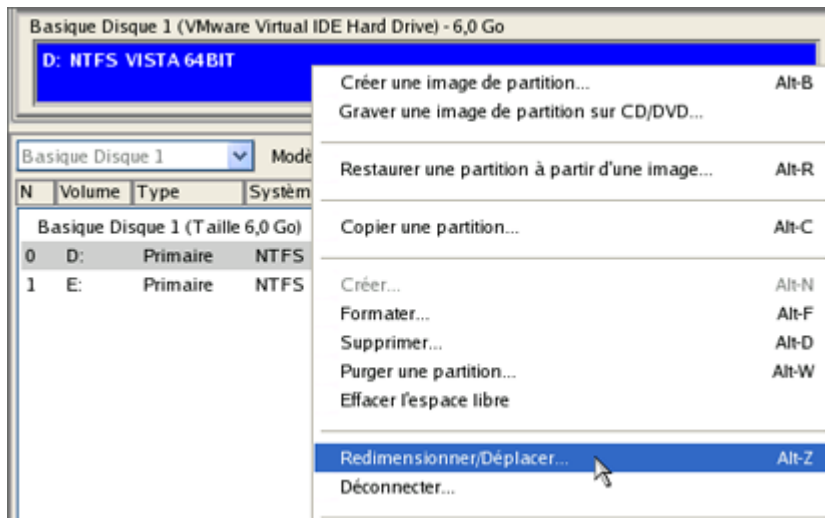 Basique Disque 1 (VMware Virtual IDE Hard Drive) - 6,0 Go
D: NTFS VISTA 64BIT
Créer une image de partition... Alt-B
Graver une image de partition sur CD/DVD...
Restaurer une partition à partir d'une image... Alt-R
Copier une partition... Alt-C
Créer... Alt-N
Formater... Alt-F
Supprimer... Alt-D
Purger une partition... Alt-W
Effacer l'espace libre
Redimensionner/Déplacer... Alt-Z
Déconnecter...
Basique Disque 1 Modè
N Volume Type Systèm
Basique Disque 1 (Taille 6,0 Go)
0 D: Primaire NTFS
1 E: Primaire NTFS